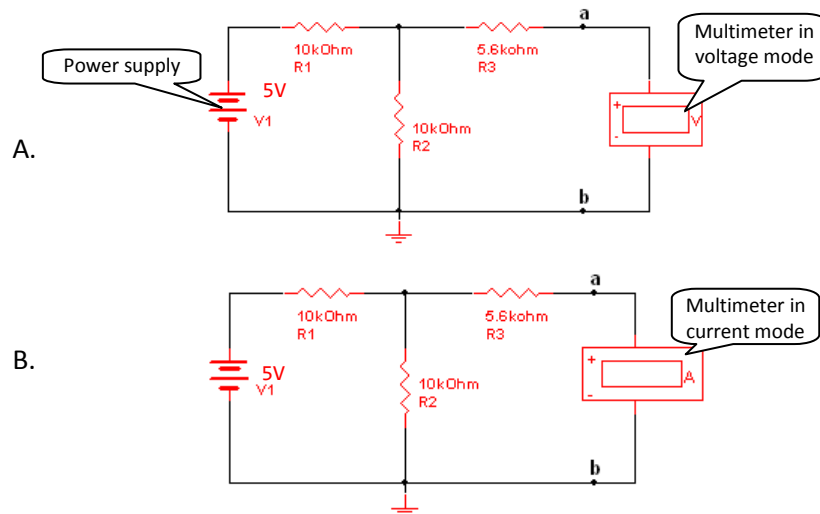 a
Multimeter in
voltage mode
10kOhm
R1
5.6kohm
R3
Power supply
5V
V1
+
-
V
10kOhm
R2
A.
b
a
Multimeter in
current mode
10kOhm
R1
5.6kohm
R3
B.
5V
V1
+
-
A
10kOhm
R2
b